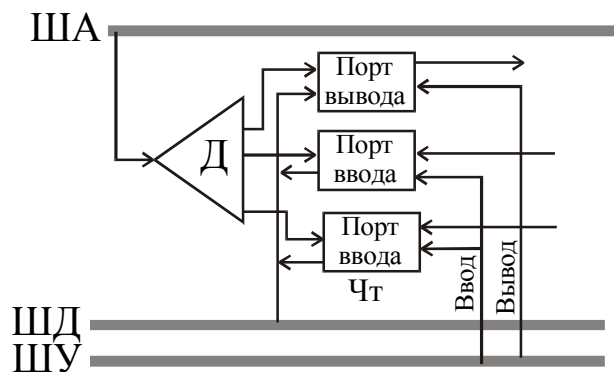 ША
Порт
вывода
Д
Порт
ввода
Порт
ввода
Чт
Ввод
Вывод
ШД
ШУ